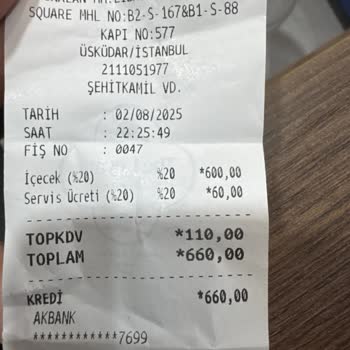 SQUARE MHL NO:B2-S-167&B1-S-88
KAPI NO:577
ÜSKÜDAR/İSTANBUL
2111051977
ŞEHİTKAMİL VD.
TARİH : 02/08/2025
SAAT : 22:25:49
FİŞ NO : 0047
İçecek (%20) %20 *600,00
Servis Ücreti (%20) %20 *60,00
TOPKDV *110,00
TOPLAM *660,00
KREDİ *660,00
AKBANK
************7699